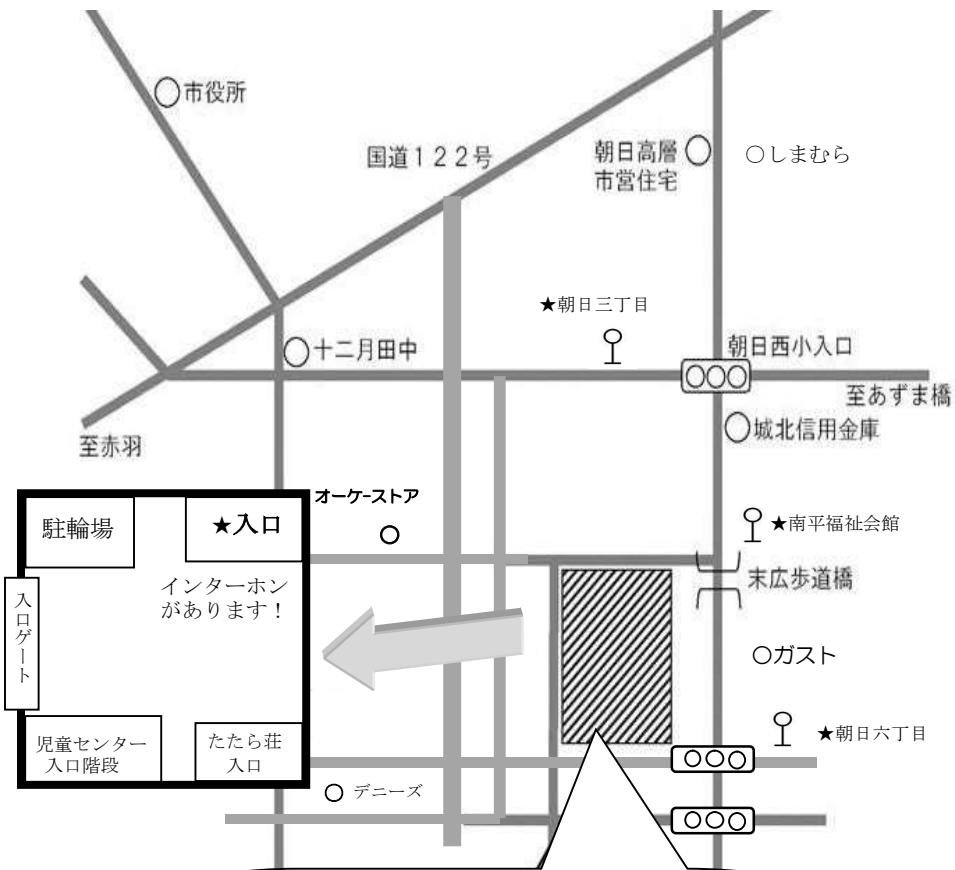 市役所
国道122号
朝日高層
市営住宅
○しまむら
★朝日三丁目
十二月田中
朝日西小入口
至あずま橋
至赤羽
城北信用金庫
オーケーストア
駐輪場
★入口
★南平福祉会館
インターホン
があります！
末広歩道橋
入口ゲート
○ガスト
★朝日六丁目
児童センター
入口階段
たたら荘
入口
デニーズ